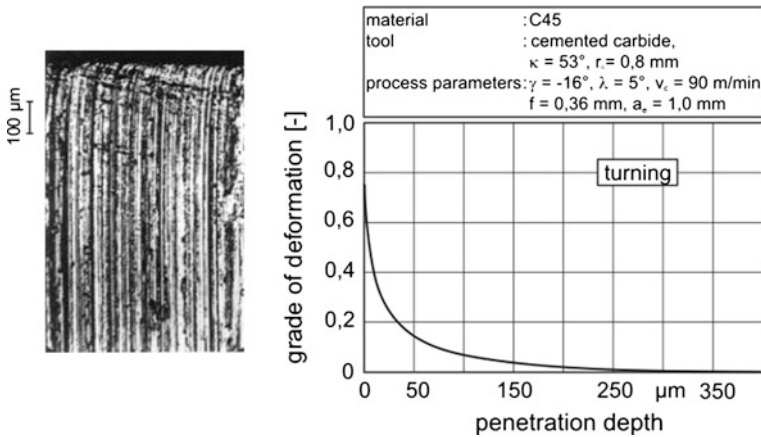 100 µm
material : C45
tool : cemented carbide,
κ = 53°, r. = 0,8 mm
process parameters: γ = -16°, λ = 5°, v꜀ = 90 m/min
f = 0,36 mm, aₑ = 1,0 mm
grade of deformation [-]
1,0
0,8
0,6
0,4
0,2
0
turning
0 50 150 250 µm 350
penetration depth